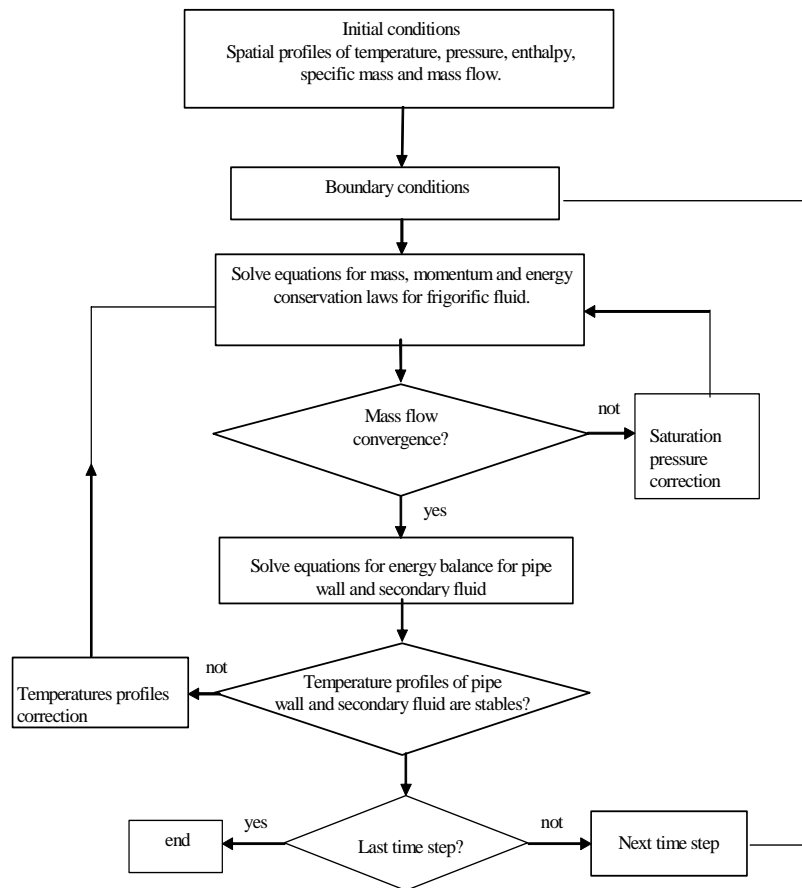 Initial conditions
Spatial profiles of temperature, pressure, enthalpy,
specific mass and mass flow.
Boundary conditions
Solve equations for mass, momentum and energy
conservation laws for frigorific fluid.
Mass flow
convergence?
not
Saturation
pressure
correction
yes
Solve equations for energy balance for pipe
wall and secondary fluid
not
Temperature profiles of pipe
wall and secondary fluid are stables?
Temperatures profiles
correction
end
yes
Last time step?
not
Next time step